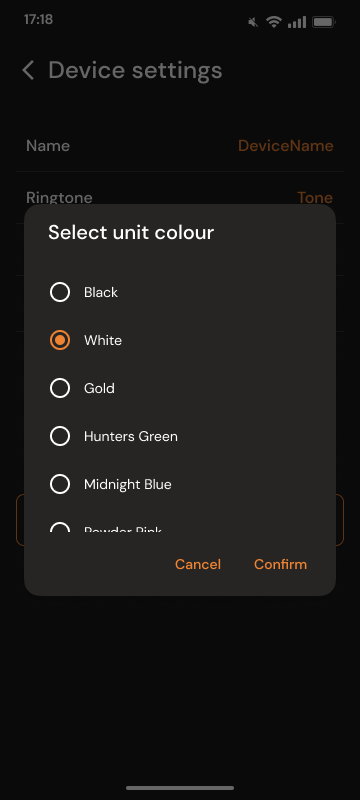 17:18
Device settings
Name DeviceName
Ringtone Tone
Select unit colour
Black
White
Gold
Hunters Green
Midnight Blue
Powder Pink
Cancel Confirm